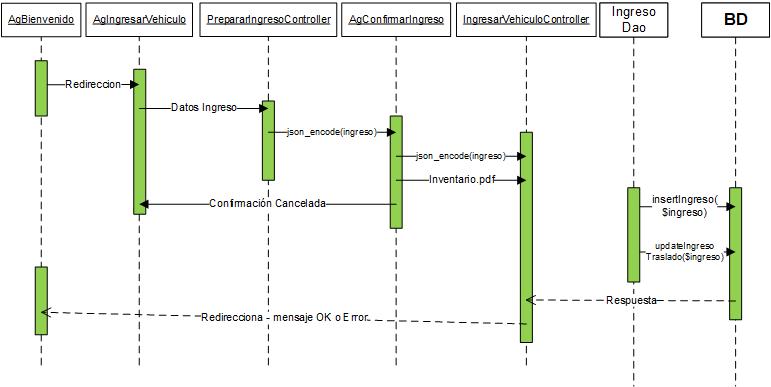 AgBienvenido
AgIngresarVehiculo
PrepararIngresoController
AgConfirmarIngreso
IngresarVehiculoController
Ingreso
Dao
BD
Redireccion
Datos Ingreso
json_encode(ingreso)
json_encode(ingreso)
Inventario.pdf
Confirmación Cancelada
insertIngreso(
$ingreso)
updateIngreso
Traslado($ingreso)
Respuesta
Redirecciona - mensaje OK o Error